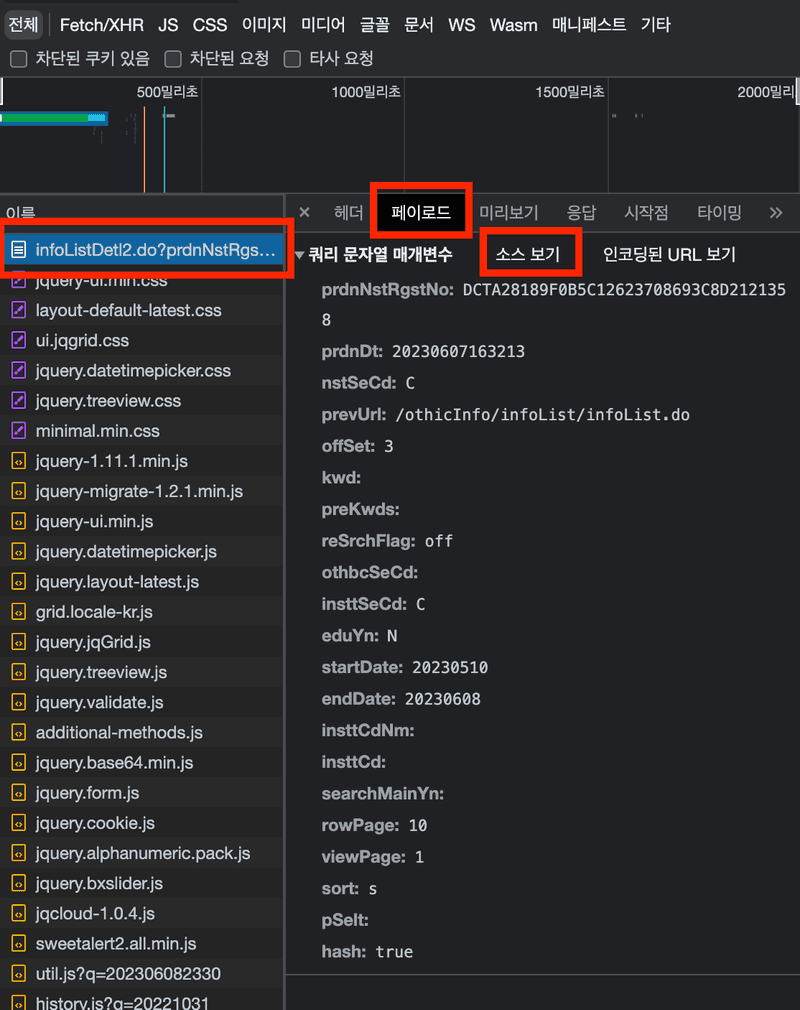 전체 Fetch/XHR JS CSS 이미지 미디어 글꼴 문서 WS Wasm 매니페스트 기타
차단된 쿠키 있음 차단된 요청 타사 요청
500밀리초 1000밀리초 1500밀리초 2000밀리
이름
infoListDetl2.do?prdnNstRgs...
jquery-ui.min.css
layout-default-latest.css
ui.jqgrid.css
jquery.datetimepicker.css
jquery.treeview.css
minimal.min.css
jquery-1.11.1.min.js
jquery-migrate-1.2.1.min.js
jquery-ui.min.js
jquery.datetimepicker.js
jquery.layout-latest.js
grid.locale-kr.js
jquery.jqGrid.js
jquery.treeview.js
jquery.validate.js
additional-methods.js
jquery.base64.min.js
jquery.form.js
jquery.cookie.js
jquery.alphanumeric.pack.js
jquery.bxslider.js
jqcloud-1.0.4.js
sweetalert2.all.min.js
util.js?q=202306082330
history.js?q=20221031
× 헤더 페이로드 미리보기 응답 시작점 타이밍 »
▼ 쿼리 문자열 매개변수 소스 보기 인코딩된 URL 보기
prdnNstRgstNo: DCTA28189F0B5C12623708693C8D212135
8
prdnDt: 20230607163213
nstSeCd: C
prevUrl: /othicInfo/infoList/infoList.do
offSet: 3
kwd:
preKwds:
reSrchFlag: off
othbcSeCd:
insttSeCd: C
eduYn: N
startDate: 20230510
endDate: 20230608
insttCdNm:
insttCd:
searchMainYn:
rowPage: 10
viewPage: 1
sort: s
pSelt:
hash: true